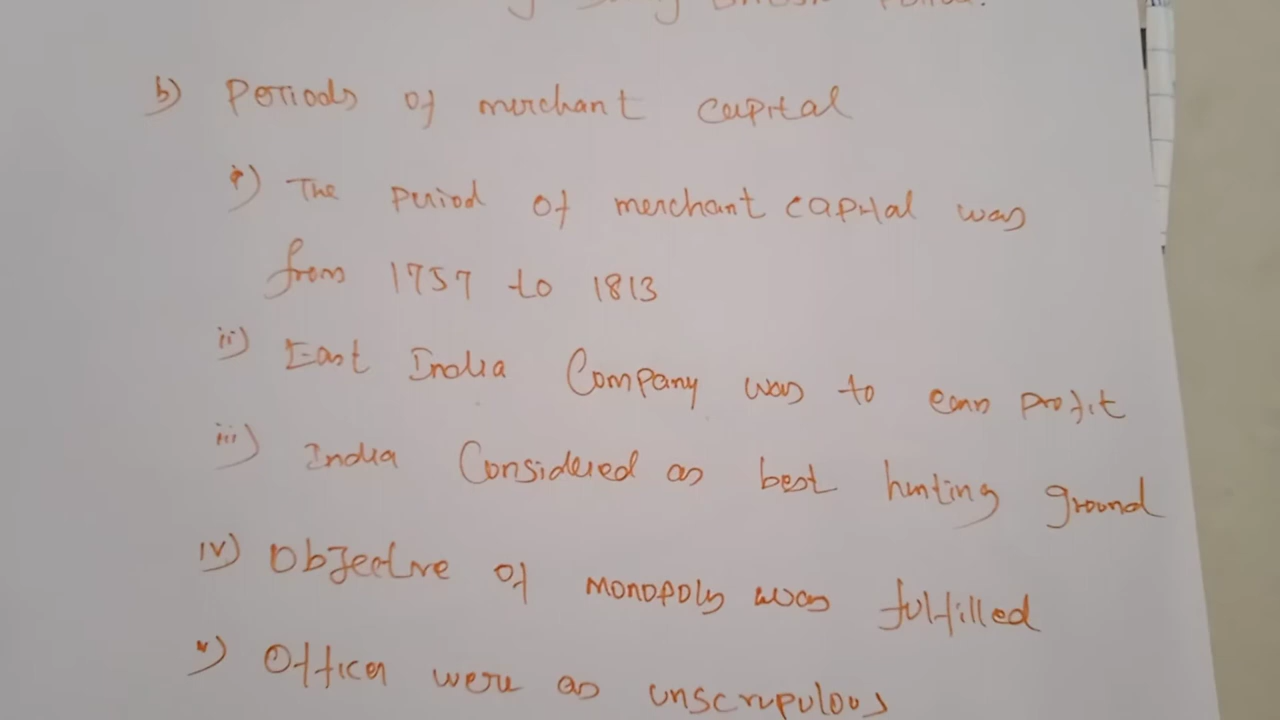 b) Periods of merchant capital
i) The period of merchant capital was
from 1757 to 1813
ii) East India Company was to earn profit
iii) India Considered as best hunting ground
iv) Objective of monopoly was fulfilled
v) Officer were as unscrupulous